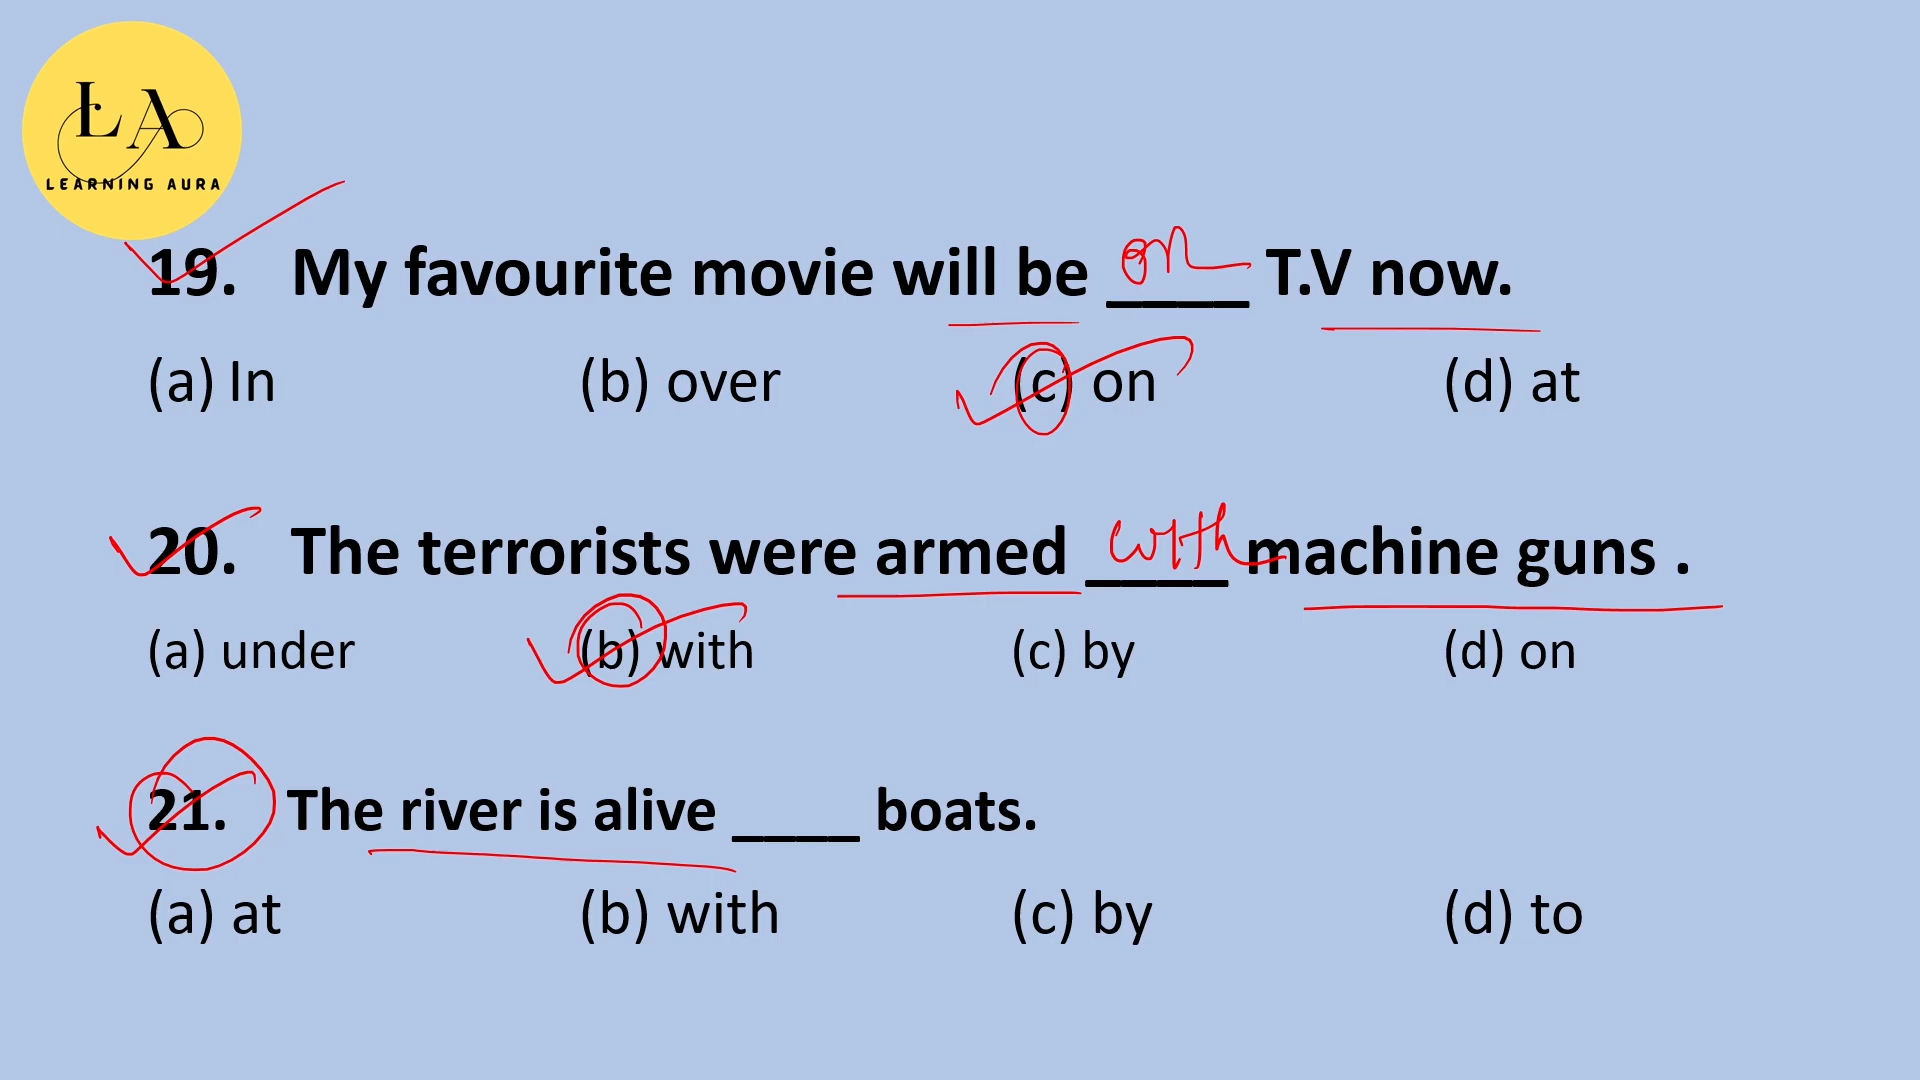 LA
LEARNING AURA
19. My favourite movie will be ____ on T.V now.
(a) In (b) over (c) on (d) at
20. The terrorists were armed ____ with machine guns .
(a) under (b) with (c) by (d) on
21. The river is alive ____ boats.
(a) at (b) with (c) by (d) to